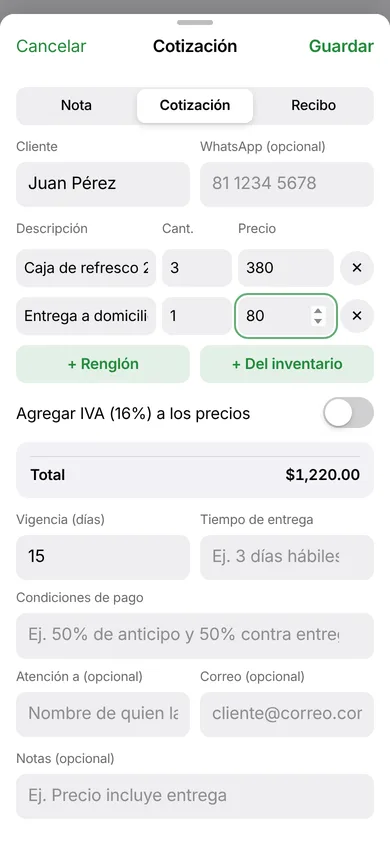 Cancelar Cotización Guardar
Nota Cotización Recibo
Cliente WhatsApp (opcional)
Juan Pérez 81 1234 5678
Descripción Cant. Precio
Caja de refresco 2 3 380 ✕
Entrega a domicili 1 80 ✕
+ Renglón + Del inventario
Agregar IVA (16%) a los precios
Total $1,220.00
Vigencia (días) Tiempo de entrega
15 Ej. 3 días hábiles
Condiciones de pago
Ej. 50% de anticipo y 50% contra entre
Atención a (opcional) Correo (opcional)
Nombre de quien la cliente@correo.cor
Notas (opcional)
Ej. Precio incluye entrega